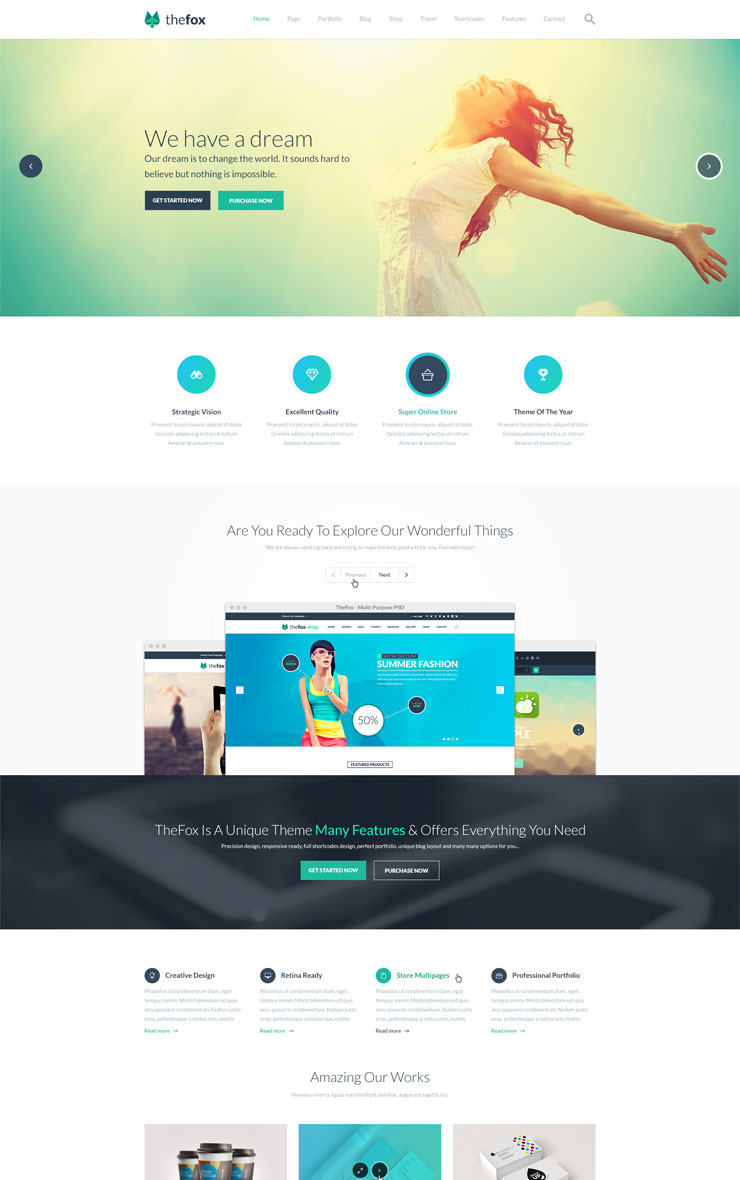 thefox
Home Page Portfolio Blog Shop Travel Shortcodes Features Contact
We have a dream
Our dream is to change the world. It sounds hard to
believe but nothing is impossible.
GET STARTED NOW PURCHASE NOW
Strategic Vision
Praesent turpis mauris, aliquet id dolor
Gravida adipiscing lectus ut rutrum
Aenean at posuere risus.
Excellent Quality
Praesent turpis mauris, aliquet id dolor
Gravida adipiscing lectus ut rutrum
Aenean at posuere risus.
Super Online Store
Praesent turpis mauris, aliquet id dolor
Gravida adipiscing lectus ut rutrum
Aenean at posuere risus.
Theme Of The Year
Praesent turpis mauris, aliquet id dolor
Gravida adipiscing lectus ut rutrum
Aenean at posuere risus.
Are You Ready To Explore Our Wonderful Things
We are always working hard and trying to make the best products for you. Feel and enjoy!
Previous Next
TheFox - Multi-Purpose PSD
thefox shop
SPECIAL DISCOUNT
SUMMER FASHION
50%
FEATURED PRODUCTS
thefox
TheFox Is A Unique Theme Many Features & Offers Everything You Need
Precision design, responsive ready, full shortcodes design, perfect portfolio, unique blog layout and many many options for you...
GET STARTED NOW PURCHASE NOW
Creative Design
Phasellus ut condimentum diam, eget
tempus lorem. Morbi bibendum est quis
arcu posuere condimentum. Nullam justo
eros, pellentesque a metus non, mattis
Read more →
Retina Ready
Phasellus ut condimentum diam, eget
tempus lorem. Morbi bibendum est quis
arcu posuere condimentum. Nullam justo
eros, pellentesque a metus non, mattis
Read more →
Store Multipages
Phasellus ut condimentum diam, eget
tempus lorem. Morbi bibendum est quis
arcu posuere condimentum. Nullam justo
eros, pellentesque a metus non, mattis
Read more →
Professional Portfolio
Phasellus ut condimentum diam, eget
tempus lorem. Morbi bibendum est quis
arcu posuere condimentum. Nullam justo
eros, pellentesque a metus non, mattis
Read more →
Amazing Our Works
Vivamus viverra, ligula non tincidunt pulvinar, augue est sagittis leo,